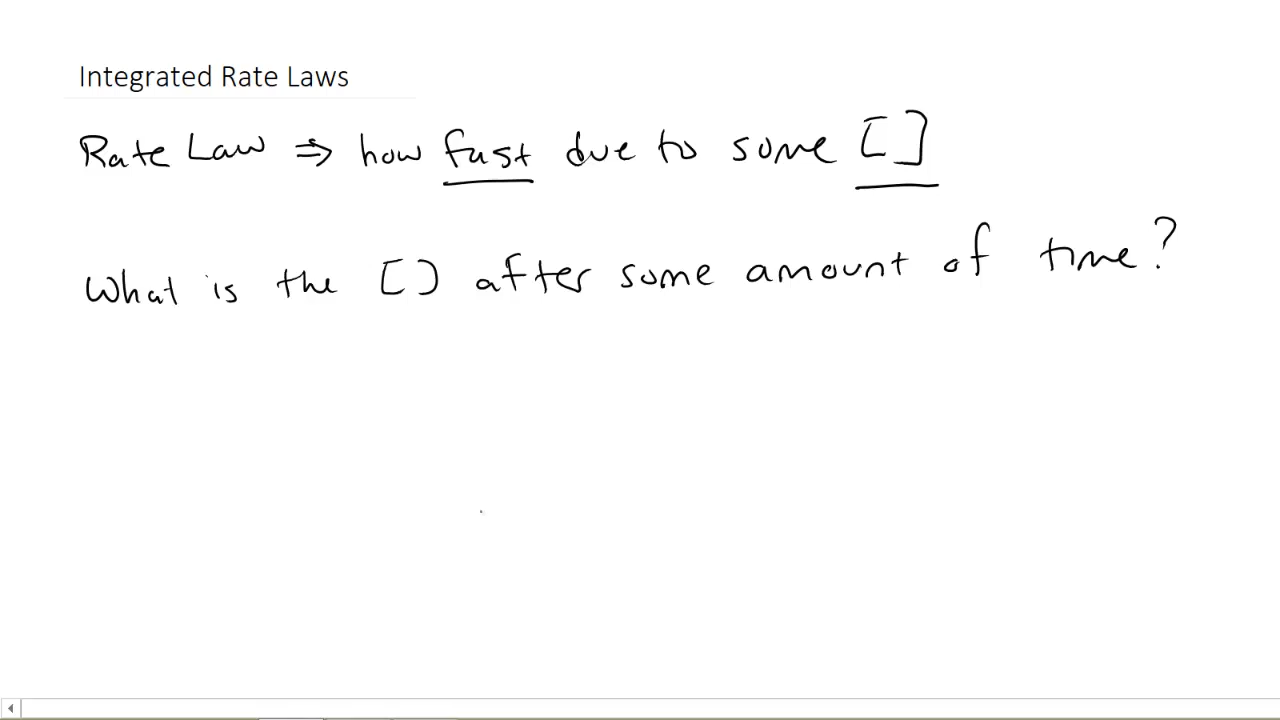 Integrated Rate Laws
Rate Law ⇒ how fast due to some [ ]
What is the [ ] after some amount of time?